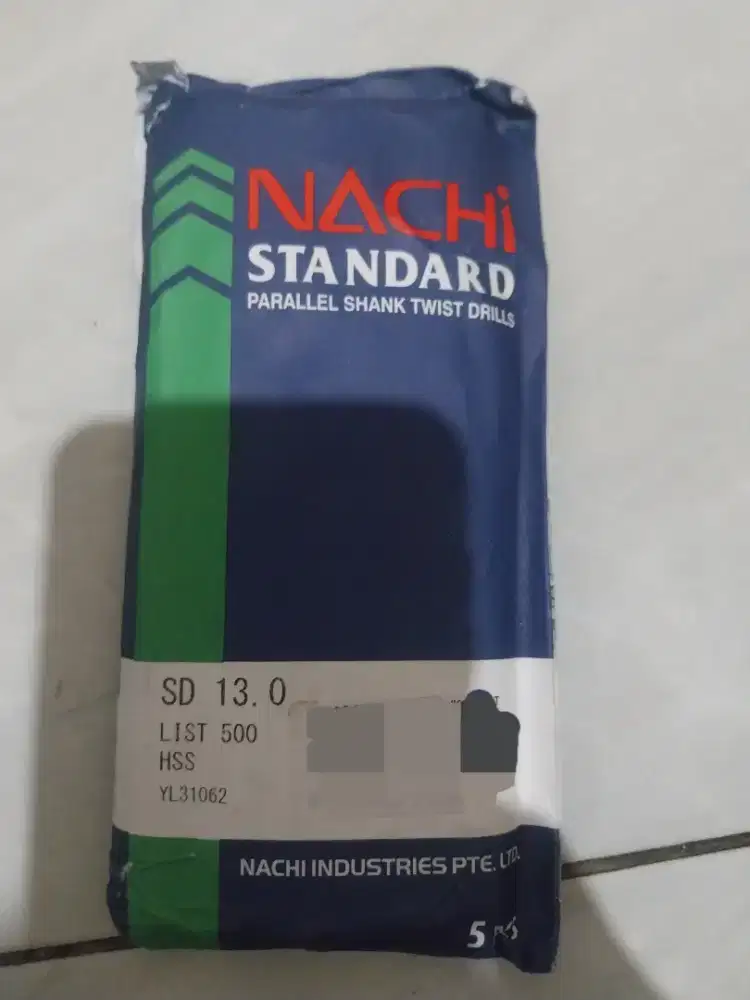 NACHi
STANDARD
PARALLEL SHANK TWIST DRILLS
SD 13.0
LIST 500
HSS
YL31062
NACHI INDUSTRIES PTE. LTD.
5